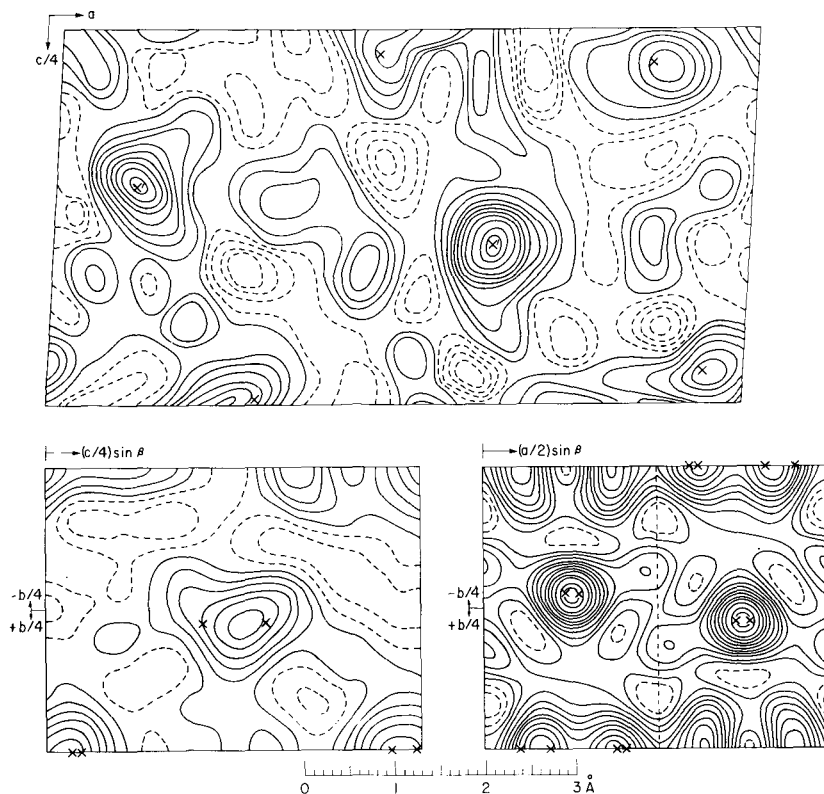 a
c/4
(c/4) sin β
(a/2) sin β
-b/4
+b/4
-b/4
+b/4
0 1 2 3 Å